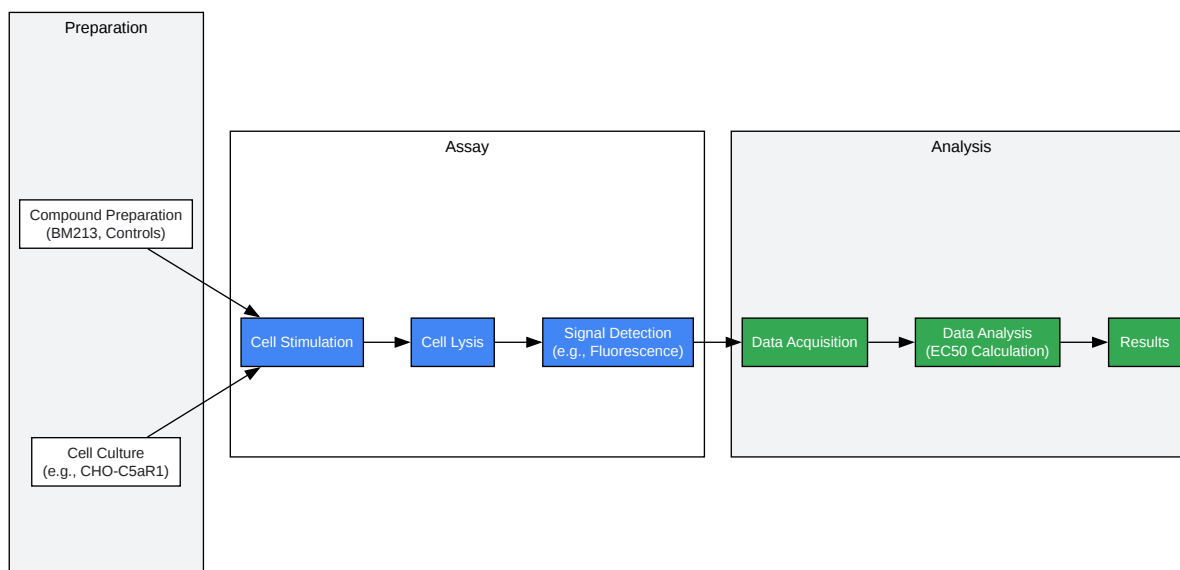 Preparation
Compound Preparation
(BM213, Controls)
Cell Culture
(e.g., CHO-C5aR1)
Assay
Cell Stimulation
Cell Lysis
Signal Detection
(e.g., Fluorescence)
Analysis
Data Acquisition
Data Analysis
(EC50 Calculation)
Results